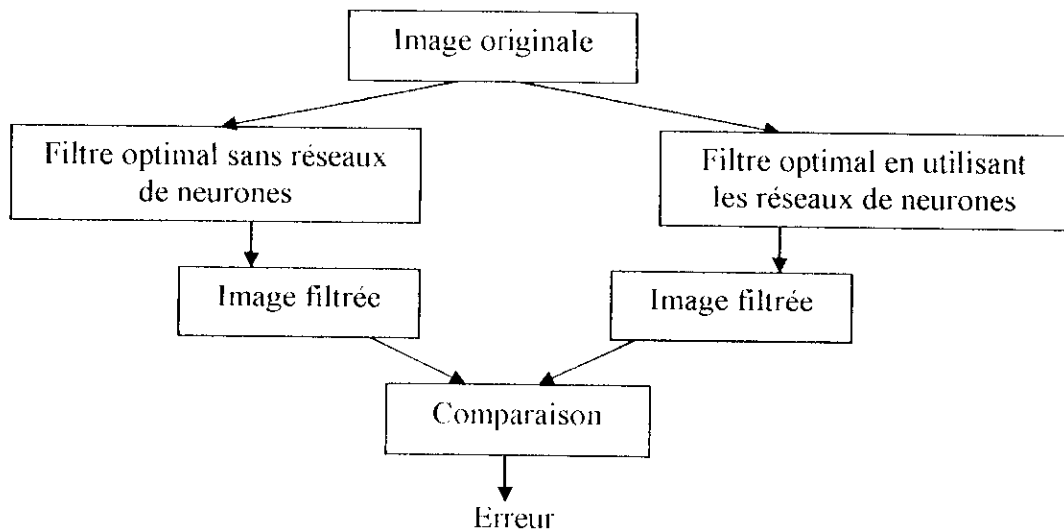 Image originale
Filtre optimal sans réseaux
de neurones
Filtre optimal en utilisant
les réseaux de neurones
Image filtrée
Image filtrée
Comparaison
Erreur